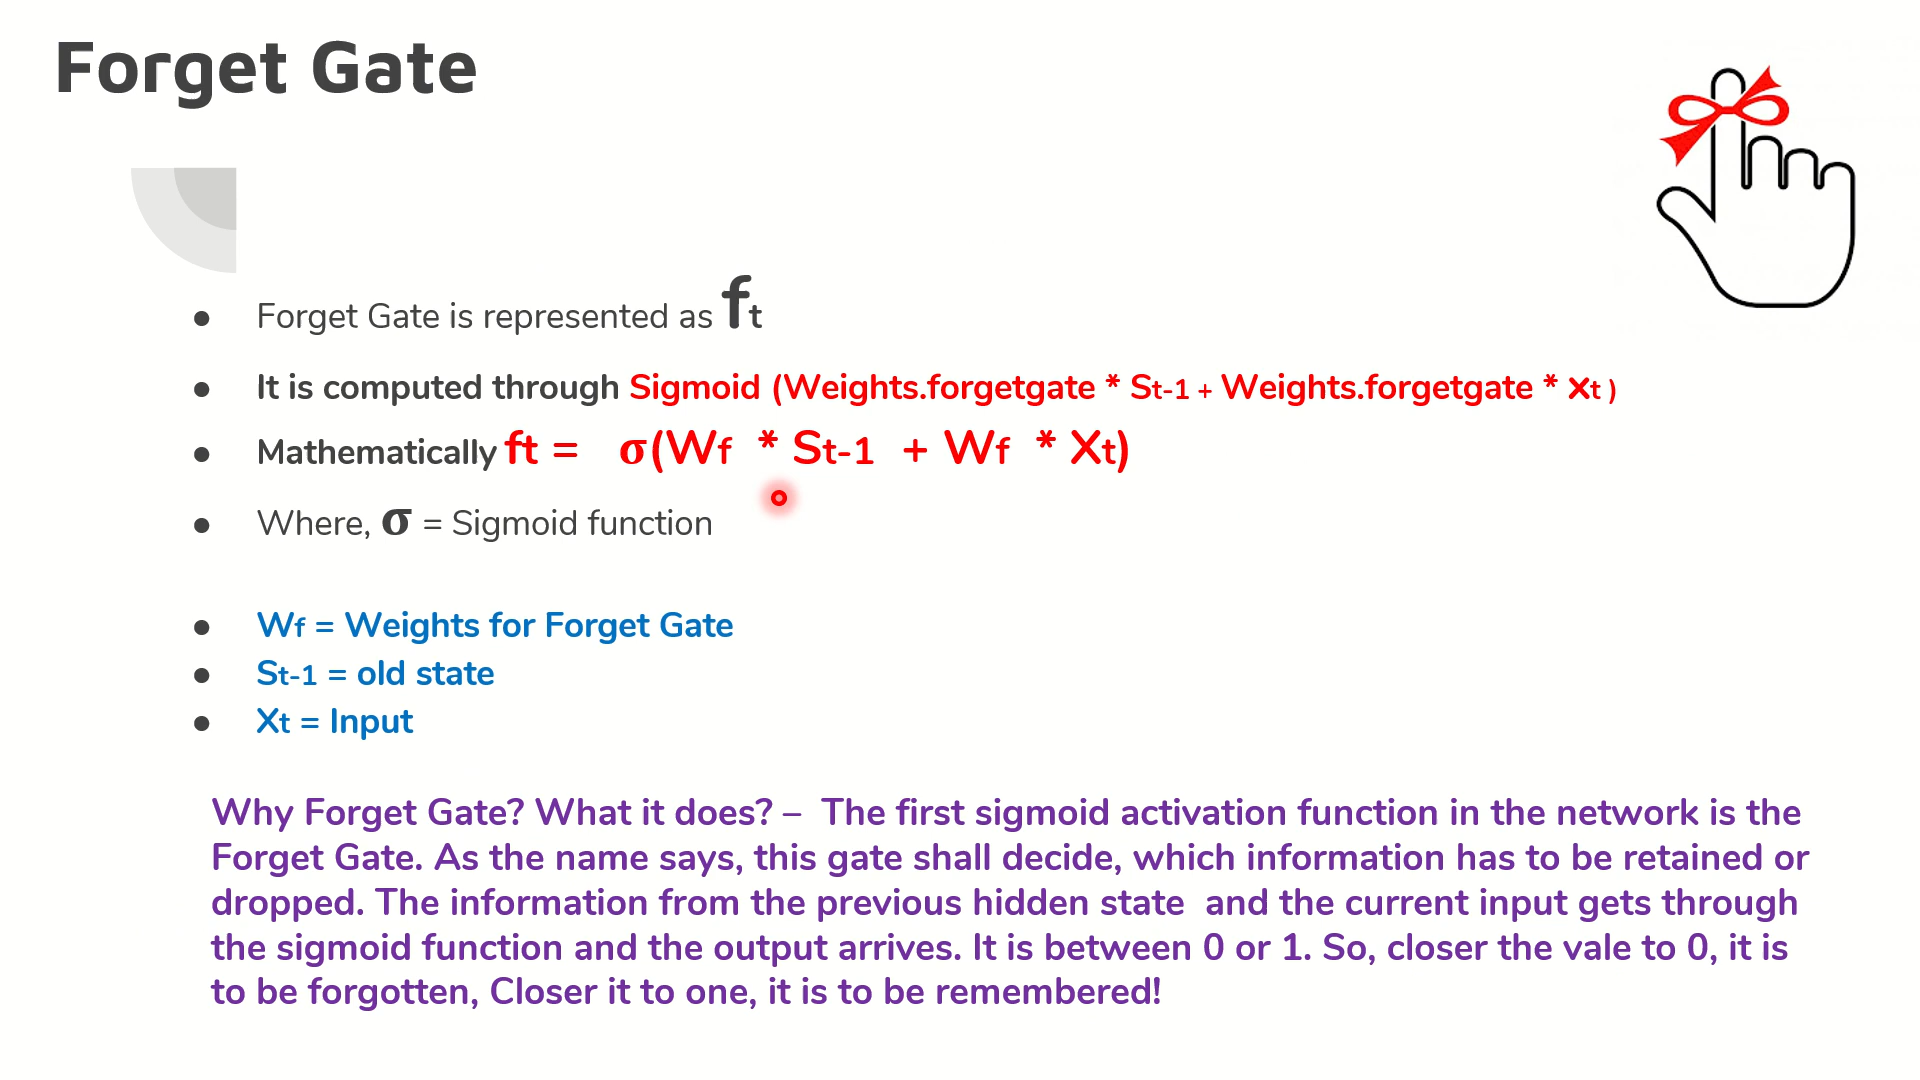 Forget Gate
● Forget Gate is represented as ft
● It is computed through Sigmoid (Weights.forgetgate * St-1 + Weights.forgetgate * xt )
● Mathematically ft = σ(Wf * St-1 + Wf * Xt)
● Where, σ = Sigmoid function
● Wf = Weights for Forget Gate
● St-1 = old state
● Xt = Input
Why Forget Gate? What it does? – The first sigmoid activation function in the network is the
Forget Gate. As the name says, this gate shall decide, which information has to be retained or
dropped. The information from the previous hidden state and the current input gets through
the sigmoid function and the output arrives. It is between 0 or 1. So, closer the vale to 0, it is
to be forgotten, Closer it to one, it is to be remembered!